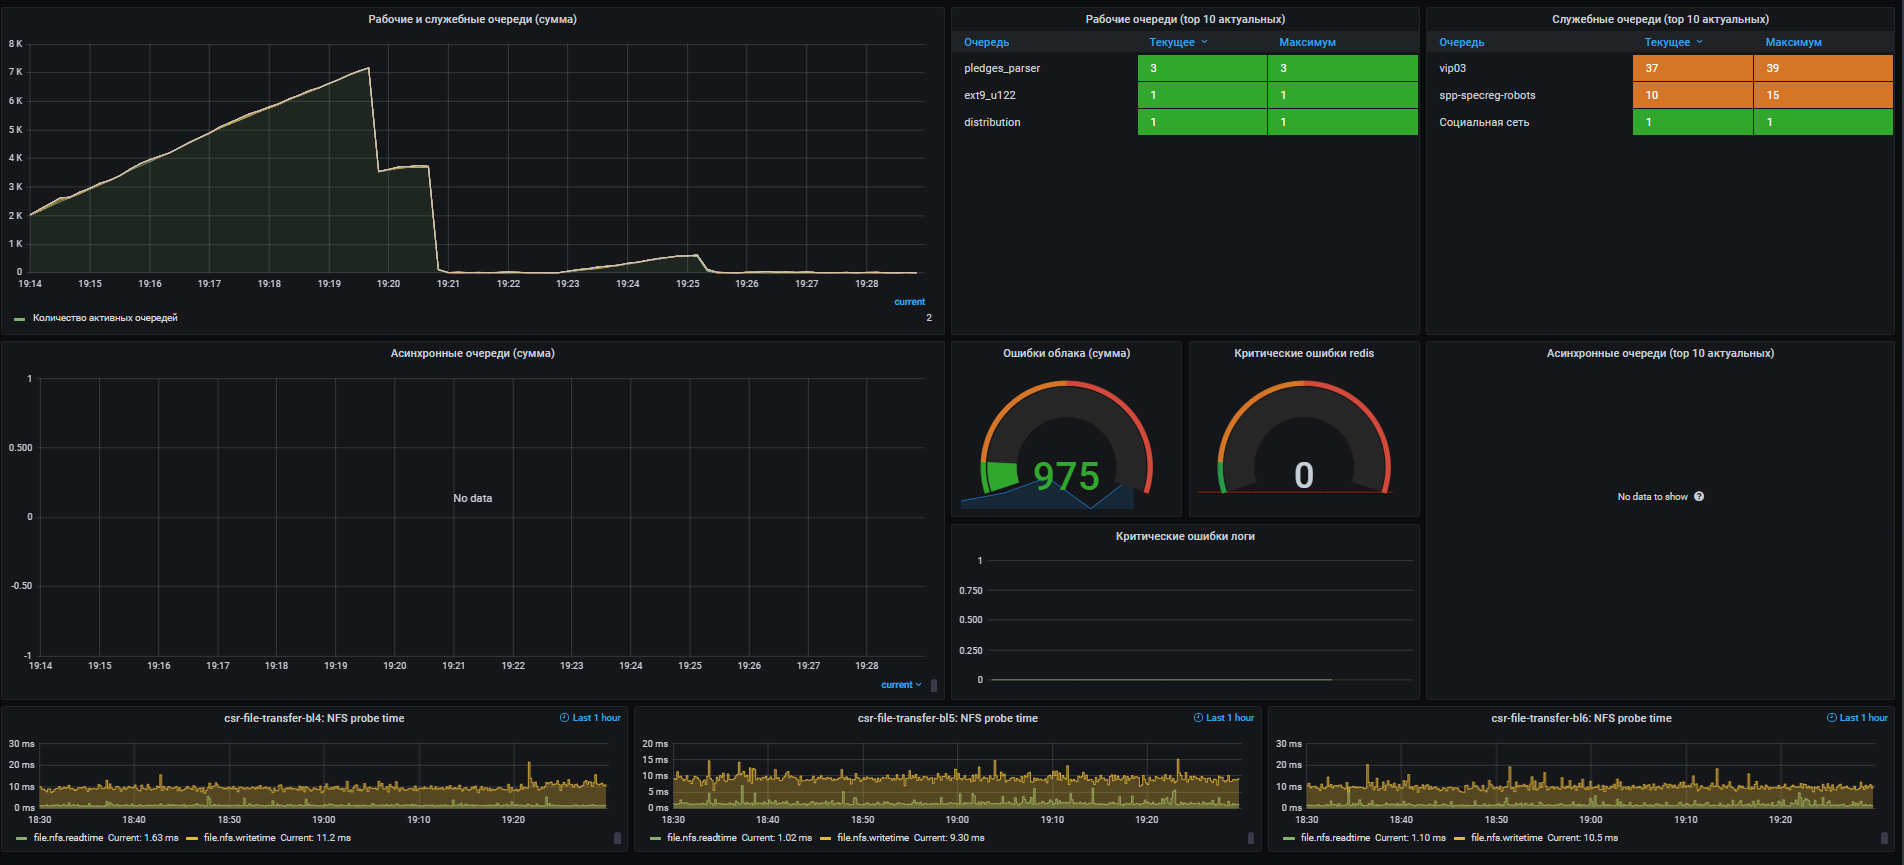 Рабочие и служебные очереди (сумма)
8 K
7 K
6 K
5 K
4 K
3 K
2 K
1 K
0
19:14 19:15 19:16 19:17 19:18 19:19 19:20 19:21 19:22 19:23 19:24 19:25 19:26 19:27 19:28
current
Количество активных очередей 2
Рабочие очереди (top 10 актуальных)
Очередь Текущее Максимум
pledges_parser 3 3
ext9_u122 1 1
distribution 1 1
Служебные очереди (top 10 актуальных)
Очередь Текущее Максимум
vip03 37 39
spp-specreg-robots 10 15
Социальная сеть 1 1
Асинхронные очереди (сумма)
1
0.500
0
-0.50
-1
No data
19:14 19:15 19:16 19:17 19:18 19:19 19:20 19:21 19:22 19:23 19:24 19:25 19:26 19:27 19:28
current
Ошибки облака (сумма)
975
Критические ошибки redis
0
Критические ошибки логи
1
0.750
0.500
0.250
0
Асинхронные очереди (top 10 актуальных)
No data to show ?
csr-file-transfer-bl4: NFS probe time
Last 1 hour
30 ms
20 ms
10 ms
0 ms
18:30 18:40 18:50 19:00 19:10 19:20
file.nfs.readtime Current: 1.63 ms file.nfs.writetime Current: 11.2 ms
csr-file-transfer-bl5: NFS probe time
Last 1 hour
20 ms
15 ms
10 ms
5 ms
0 ms
18:30 18:40 18:50 19:00 19:10 19:20
file.nfs.readtime Current: 1.02 ms file.nfs.writetime Current: 9.30 ms
csr-file-transfer-bl6: NFS probe time
Last 1 hour
30 ms
20 ms
10 ms
0 ms
18:30 18:40 18:50 19:00 19:10 19:20
file.nfs.readtime Current: 1.10 ms file.nfs.writetime Current: 10.5 ms